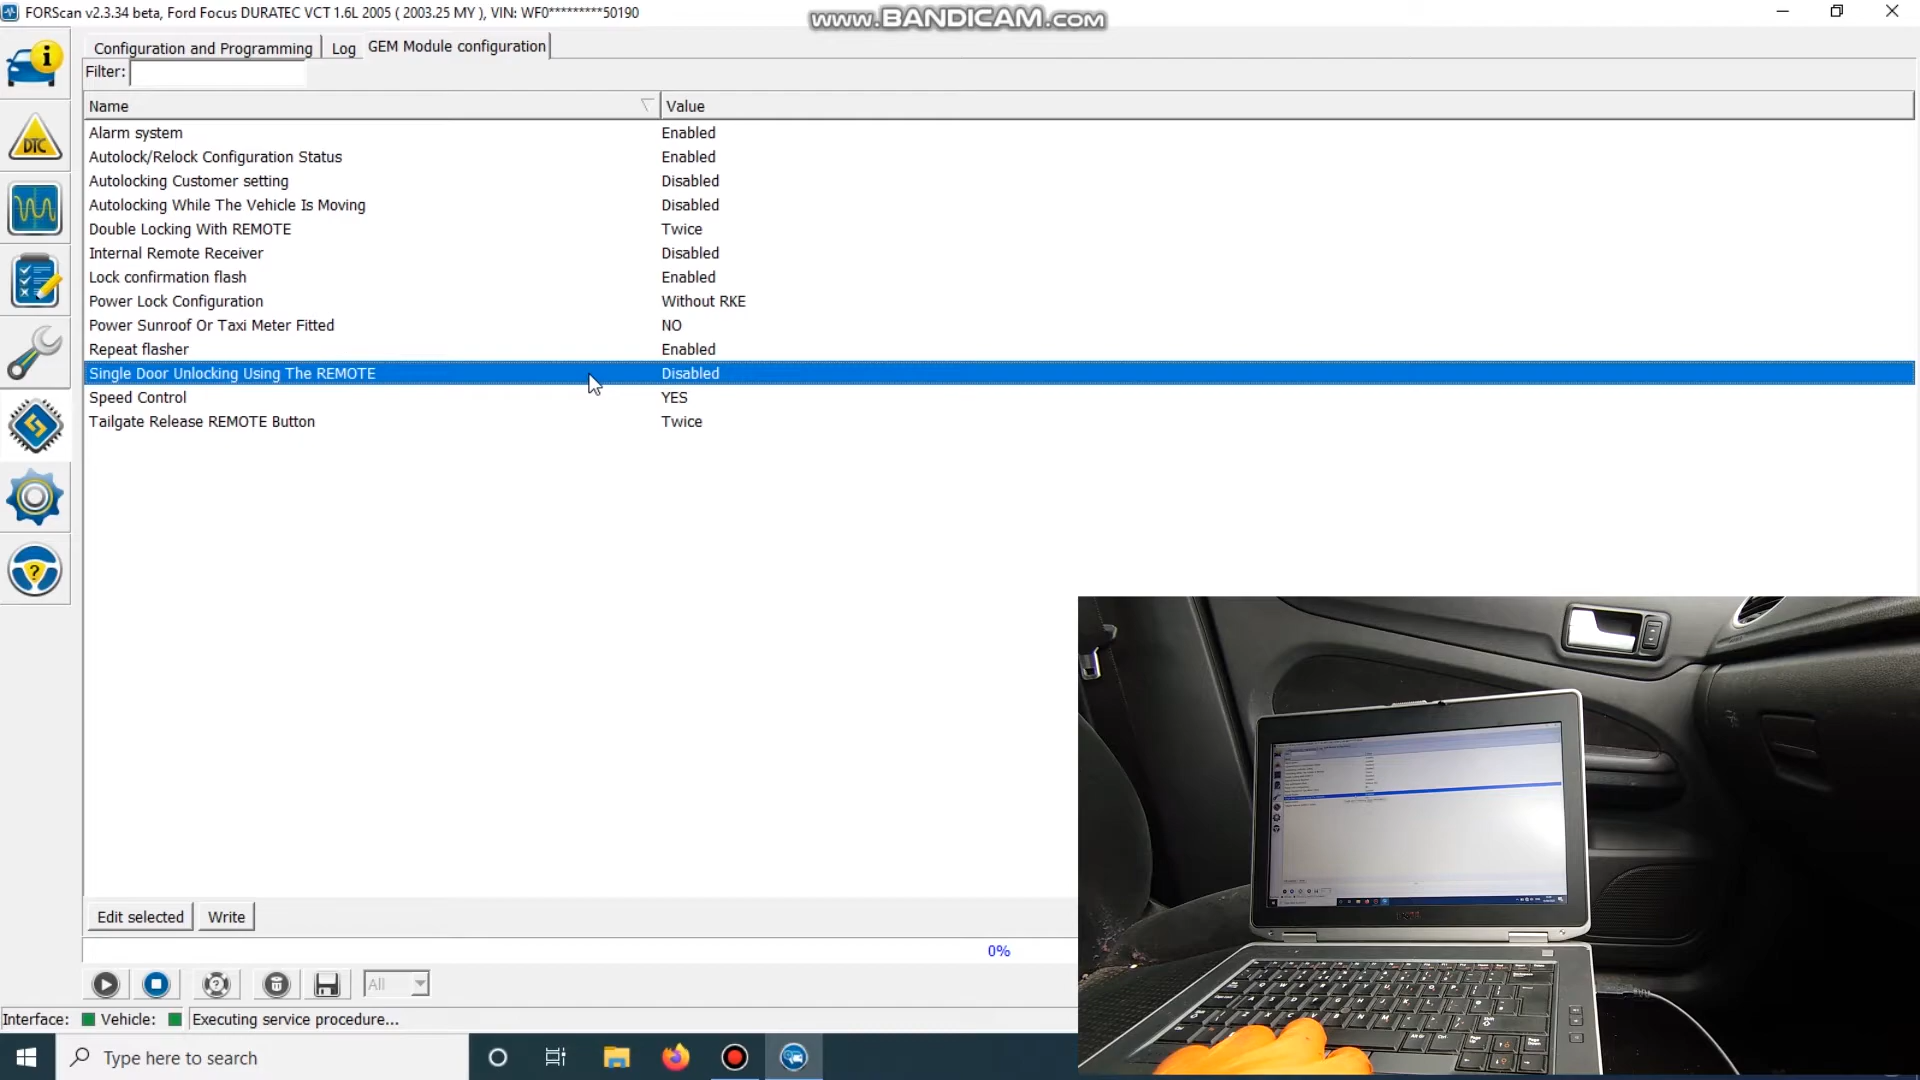 FORScan v2.3.34 beta, Ford Focus DURATEC VCT 1.6L 2005 ( 2003.25 MY ), VIN: WF0*********50190
www.BANDICAM.com
Configuration and Programming Log GEM Module configuration
Filter:
Name Value
Alarm system Enabled
Autolock/Relock Configuration Status Enabled
Autolocking Customer setting Disabled
Autolocking While The Vehicle Is Moving Disabled
Double Locking With REMOTE Twice
Internal Remote Receiver Disabled
Lock confirmation flash Enabled
Power Lock Configuration Without RKE
Power Sunroof Or Taxi Meter Fitted NO
Repeat flasher Enabled
Single Door Unlocking Using The REMOTE Disabled
Speed Control YES
Tailgate Release REMOTE Button Twice
i
DTC
?
Edit selected Write
0%
? All
Interface: Vehicle: Executing service procedure...
Type here to search
DELL